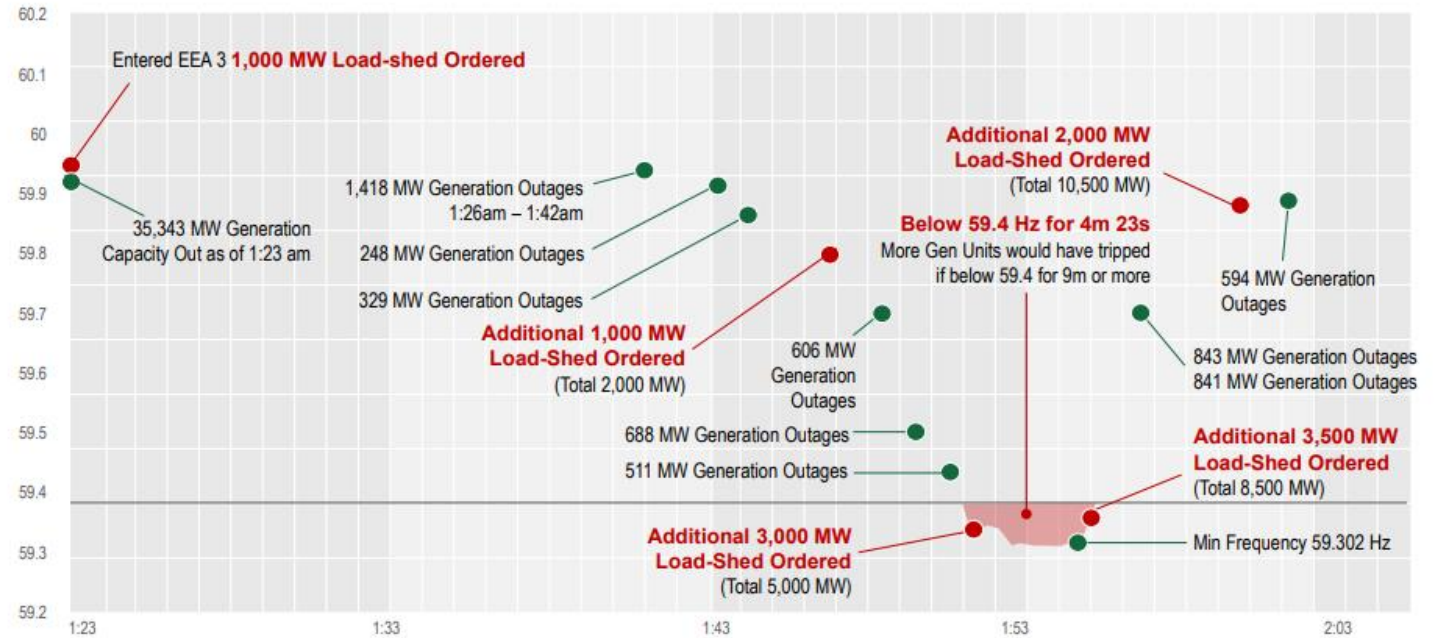 60.2
60.1
60
59.9
59.8
59.7
59.6
59.5
59.4
59.3
59.2
Entered EEA 3 1,000 MW Load-shed Ordered
35,343 MW Generation
Capacity Out as of 1:23 am
1,418 MW Generation Outages
1:26am – 1:42am
248 MW Generation Outages
329 MW Generation Outages
Additional 1,000 MW
Load-Shed Ordered
(Total 2,000 MW)
606 MW
Generation
Outages
688 MW Generation Outages
511 MW Generation Outages
Additional 3,000 MW
Load-Shed Ordered
(Total 5,000 MW)
Additional 2,000 MW
Load-Shed Ordered
(Total 10,500 MW)
Below 59.4 Hz for 4m 23s
More Gen Units would have tripped
if below 59.4 for 9m or more
594 MW Generation
Outages
843 MW Generation Outages
841 MW Generation Outages
Additional 3,500 MW
Load-Shed Ordered
(Total 8,500 MW)
Min Frequency 59.302 Hz
1:23
1:33
1:43
1:53
2:03